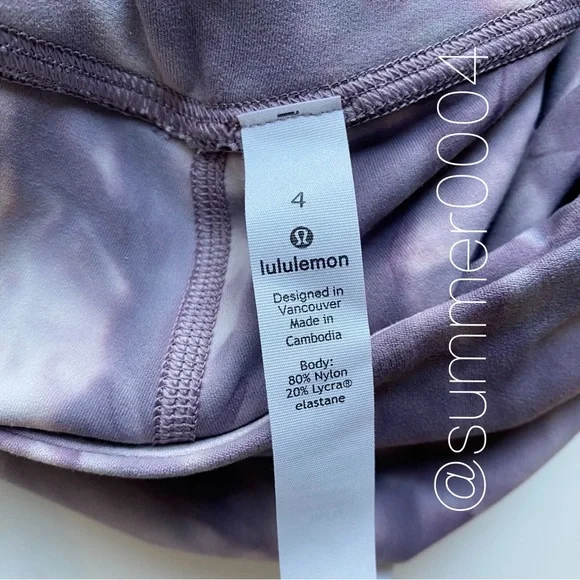 4
lululemon
Designed in
Vancouver
Made in
Cambodia
Body:
80% Nylon
20% Lycra®
elastane
@summer0004